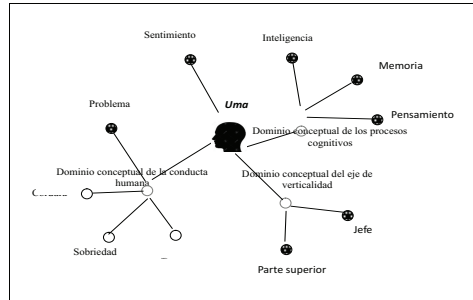 Sentimiento
Inteligencia
Memoria
Uma
Problema
Pensamiento
Dominio conceptual de los procesos
cognitivos
Dominio conceptual de la conducta
humana
Dominio conceptual del eje de
verticalidad
Jefe
Sobriedad
Parte superior